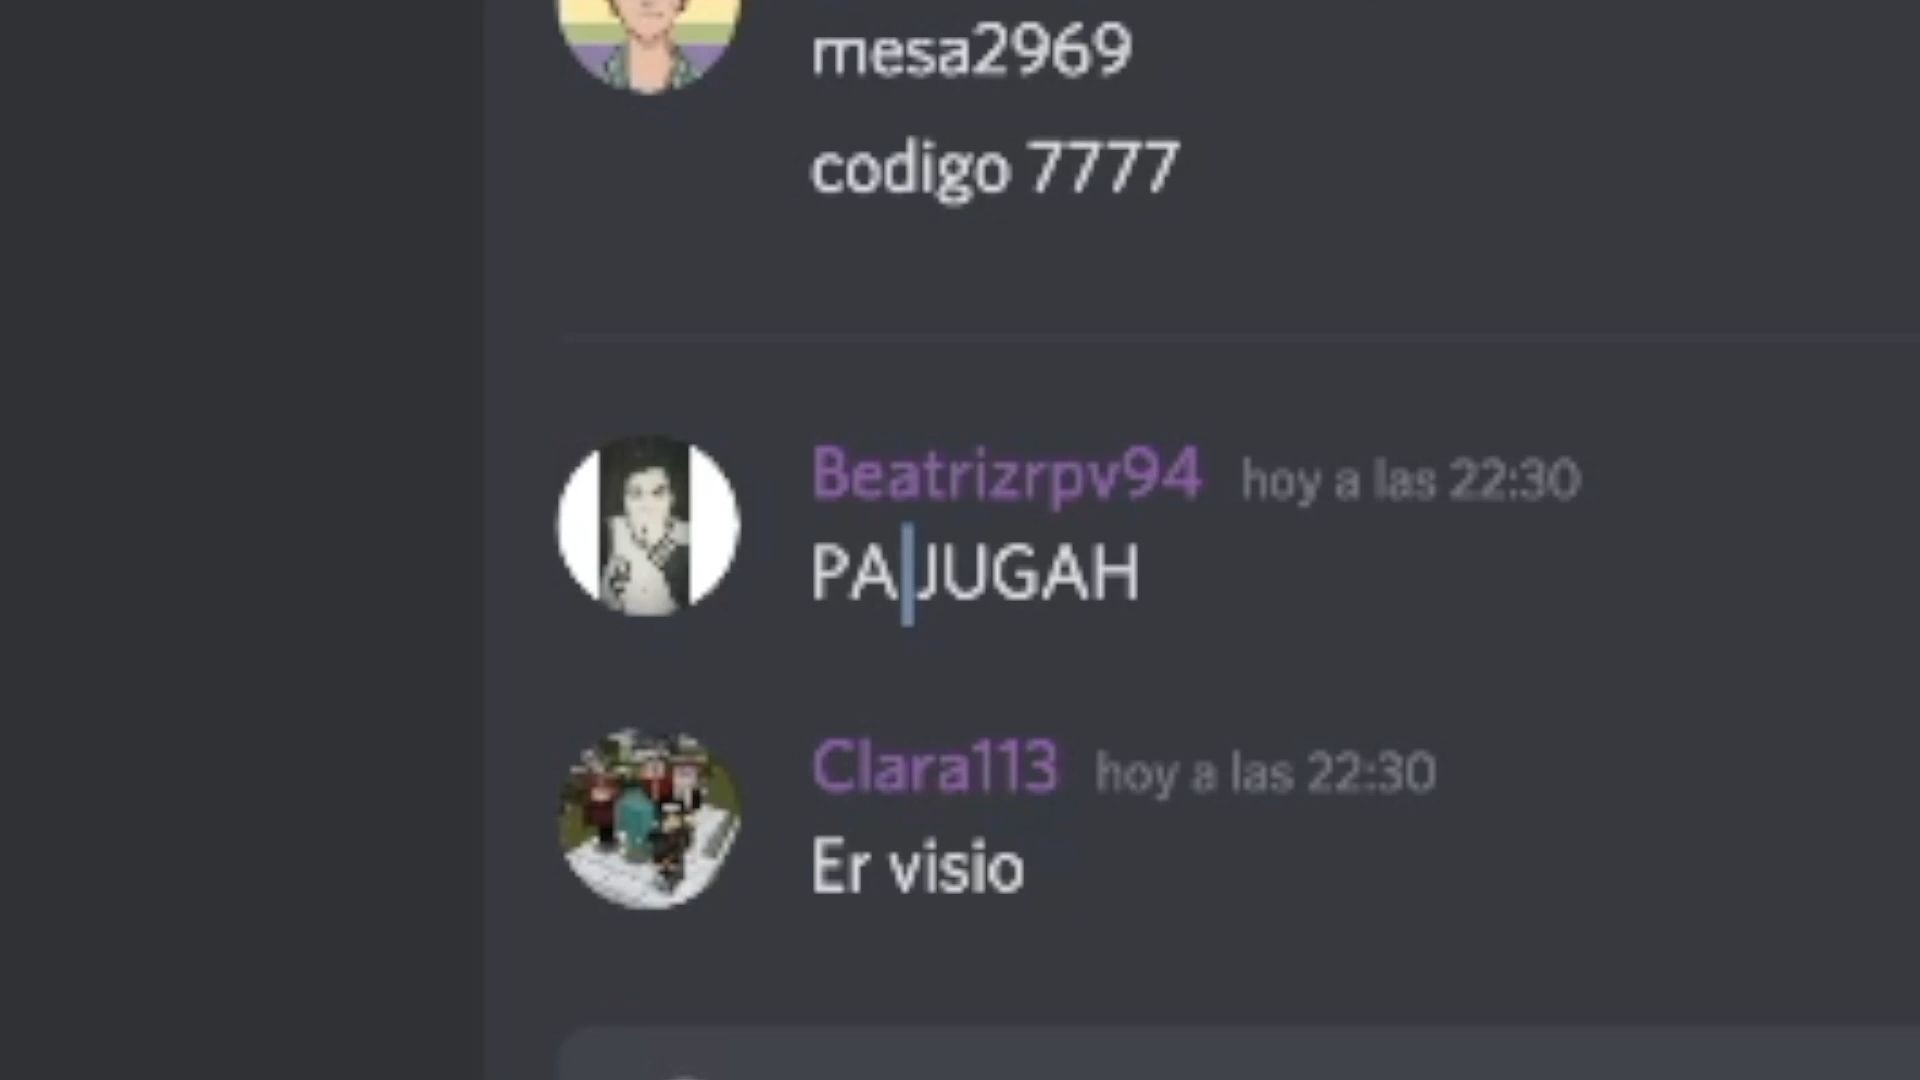 mesa2969
codigo 7777
Beatrizrpv94 hoy a las 22:30
PA JUGAH
Clara113 hoy a las 22:30
Er visio